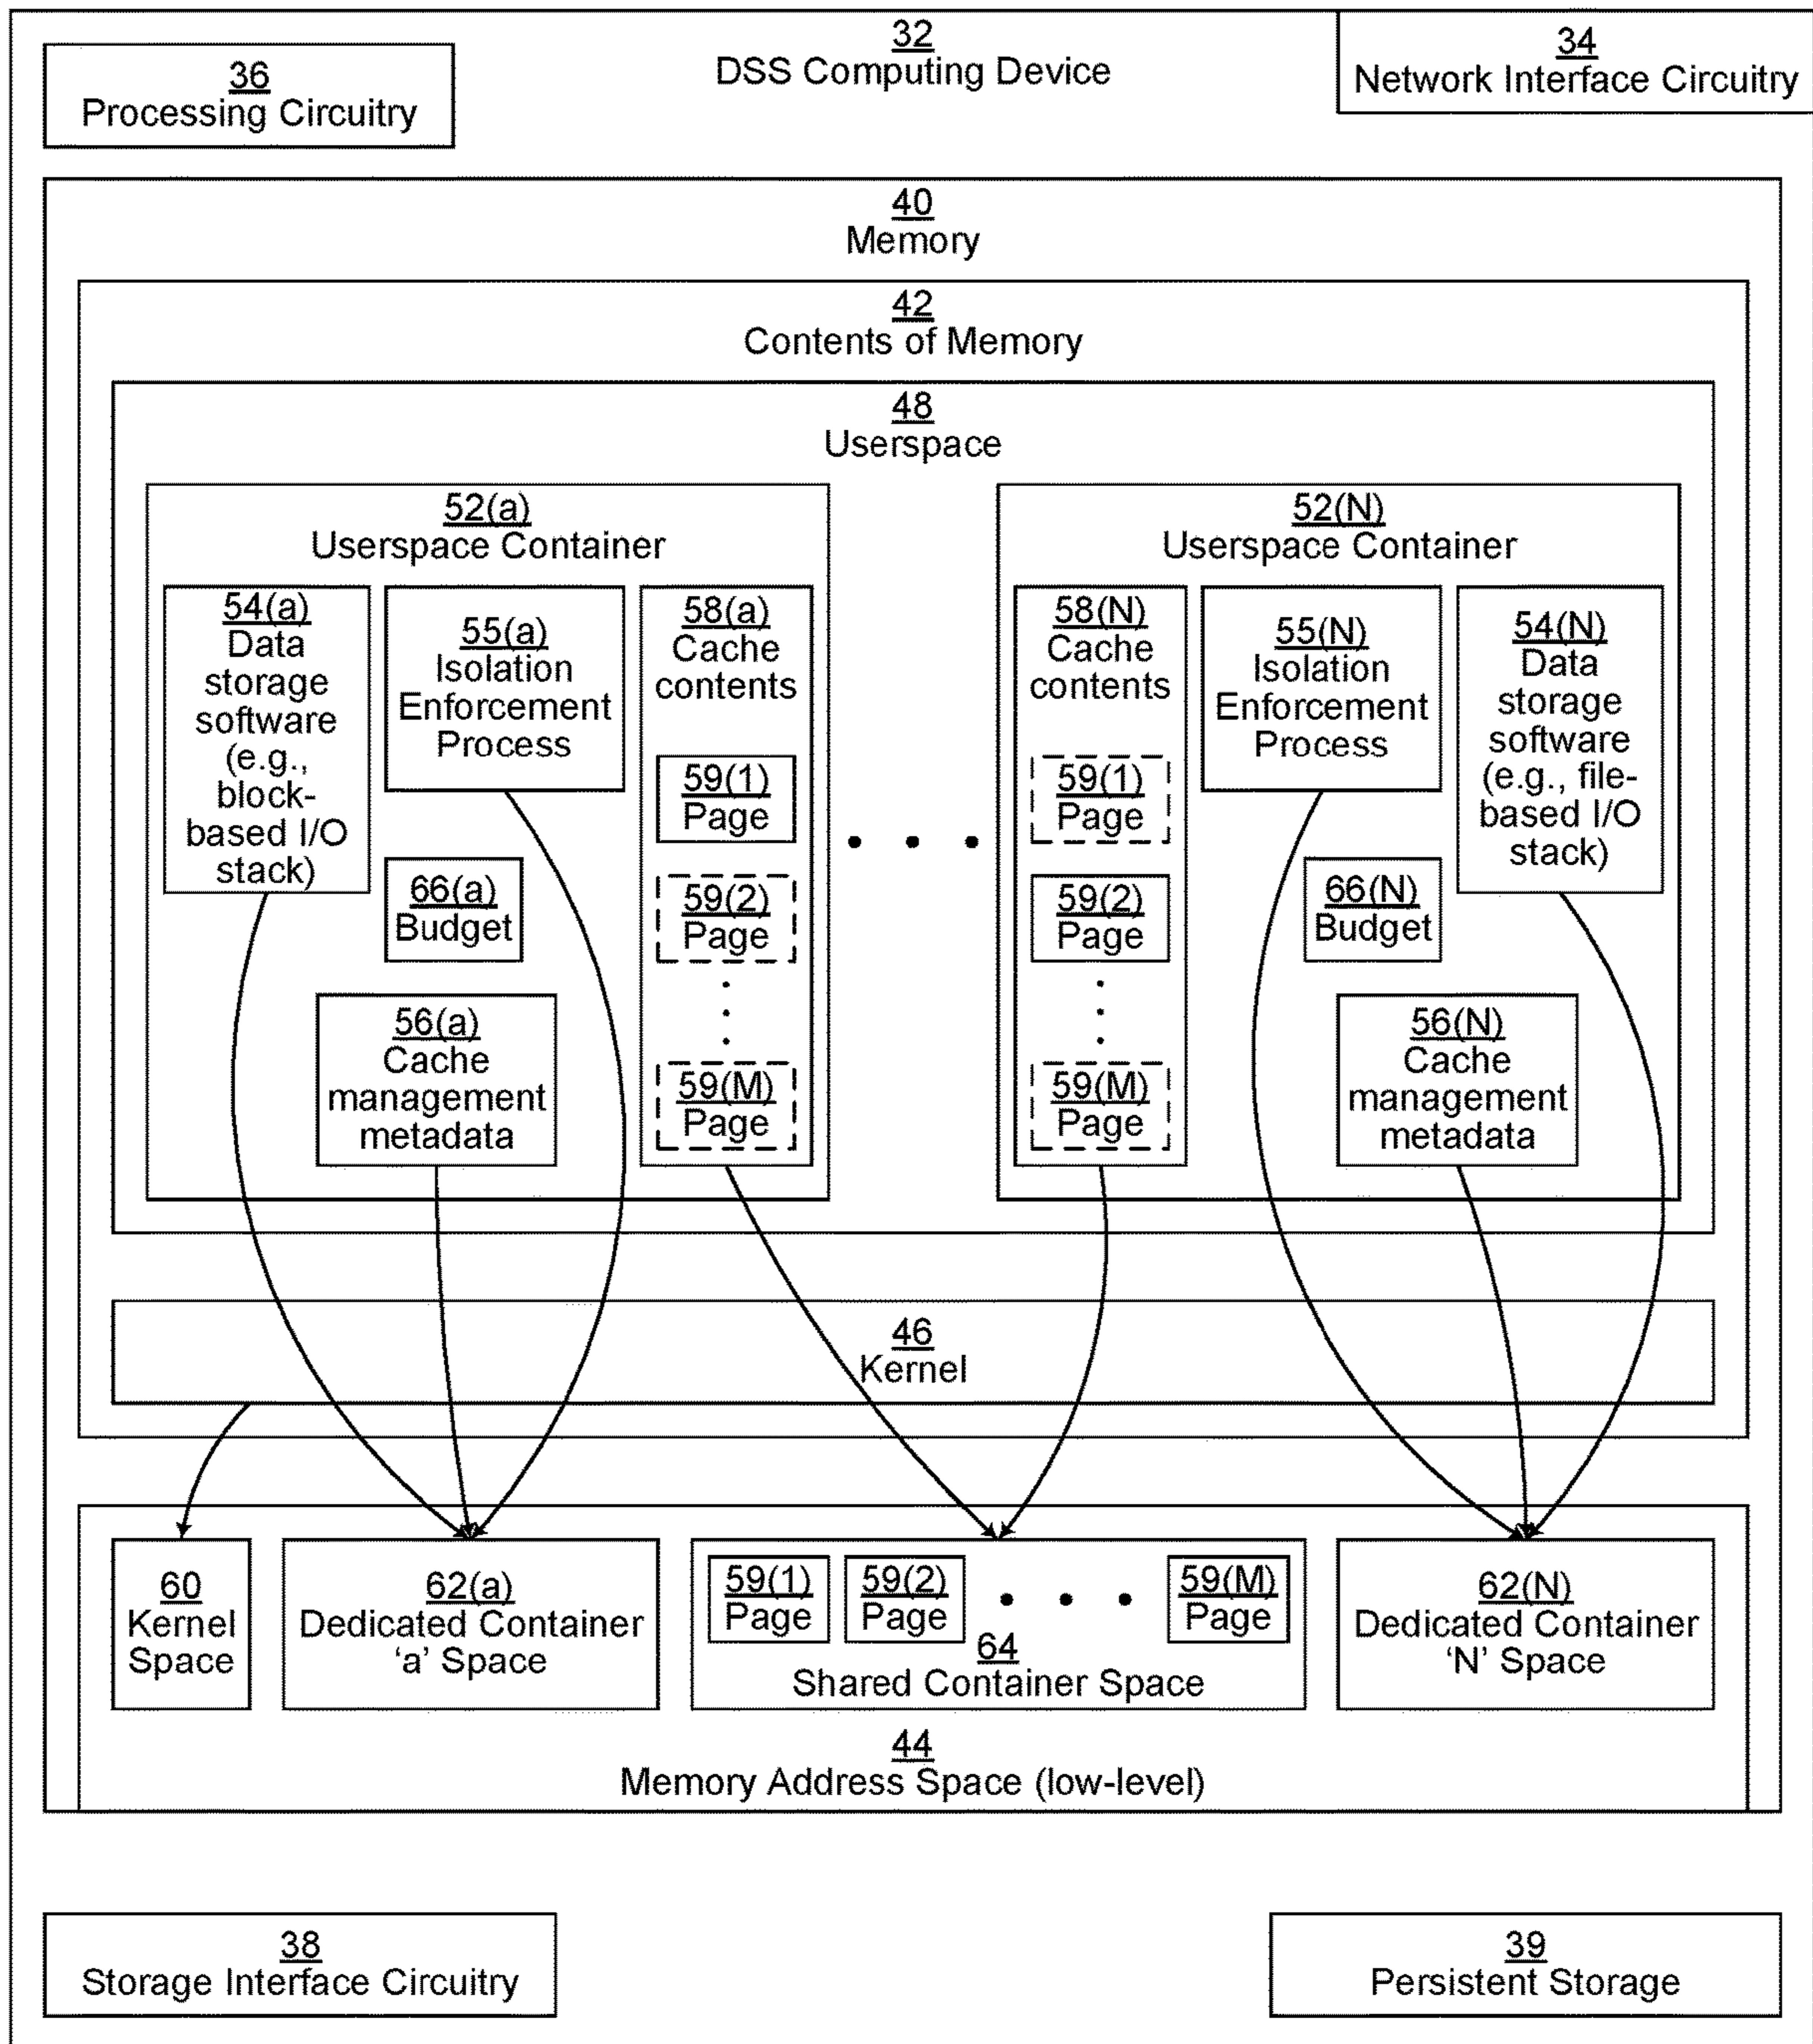 32
DSS Computing Device
34
Network Interface Circuitry
36
Processing Circuitry
40
Memory
42
Contents of Memory
48
Userspace
52(a)
Userspace Container
54(a)
Data
storage
software
(e.g.,
block-
based I/O
stack)
55(a)
Isolation
Enforcement
Process
58(a)
Cache
contents
59(1)
Page
59(2)
Page
59(M)
Page
66(a)
Budget
56(a)
Cache
management
metadata
52(N)
Userspace Container
58(N)
Cache
contents
59(1)
Page
59(2)
Page
59(M)
Page
55(N)
Isolation
Enforcement
Process
54(N)
Data
storage
software
(e.g., file-
based I/O
stack)
66(N)
Budget
56(N)
Cache
management
metadata
46
Kernel
60
Kernel
Space
62(a)
Dedicated Container
‘a’ Space
59(1)
Page
59(2)
Page
59(M)
Page
64
Shared Container Space
62(N)
Dedicated Container
‘N’ Space
44
Memory Address Space (low-level)
38
Storage Interface Circuitry
39
Persistent Storage